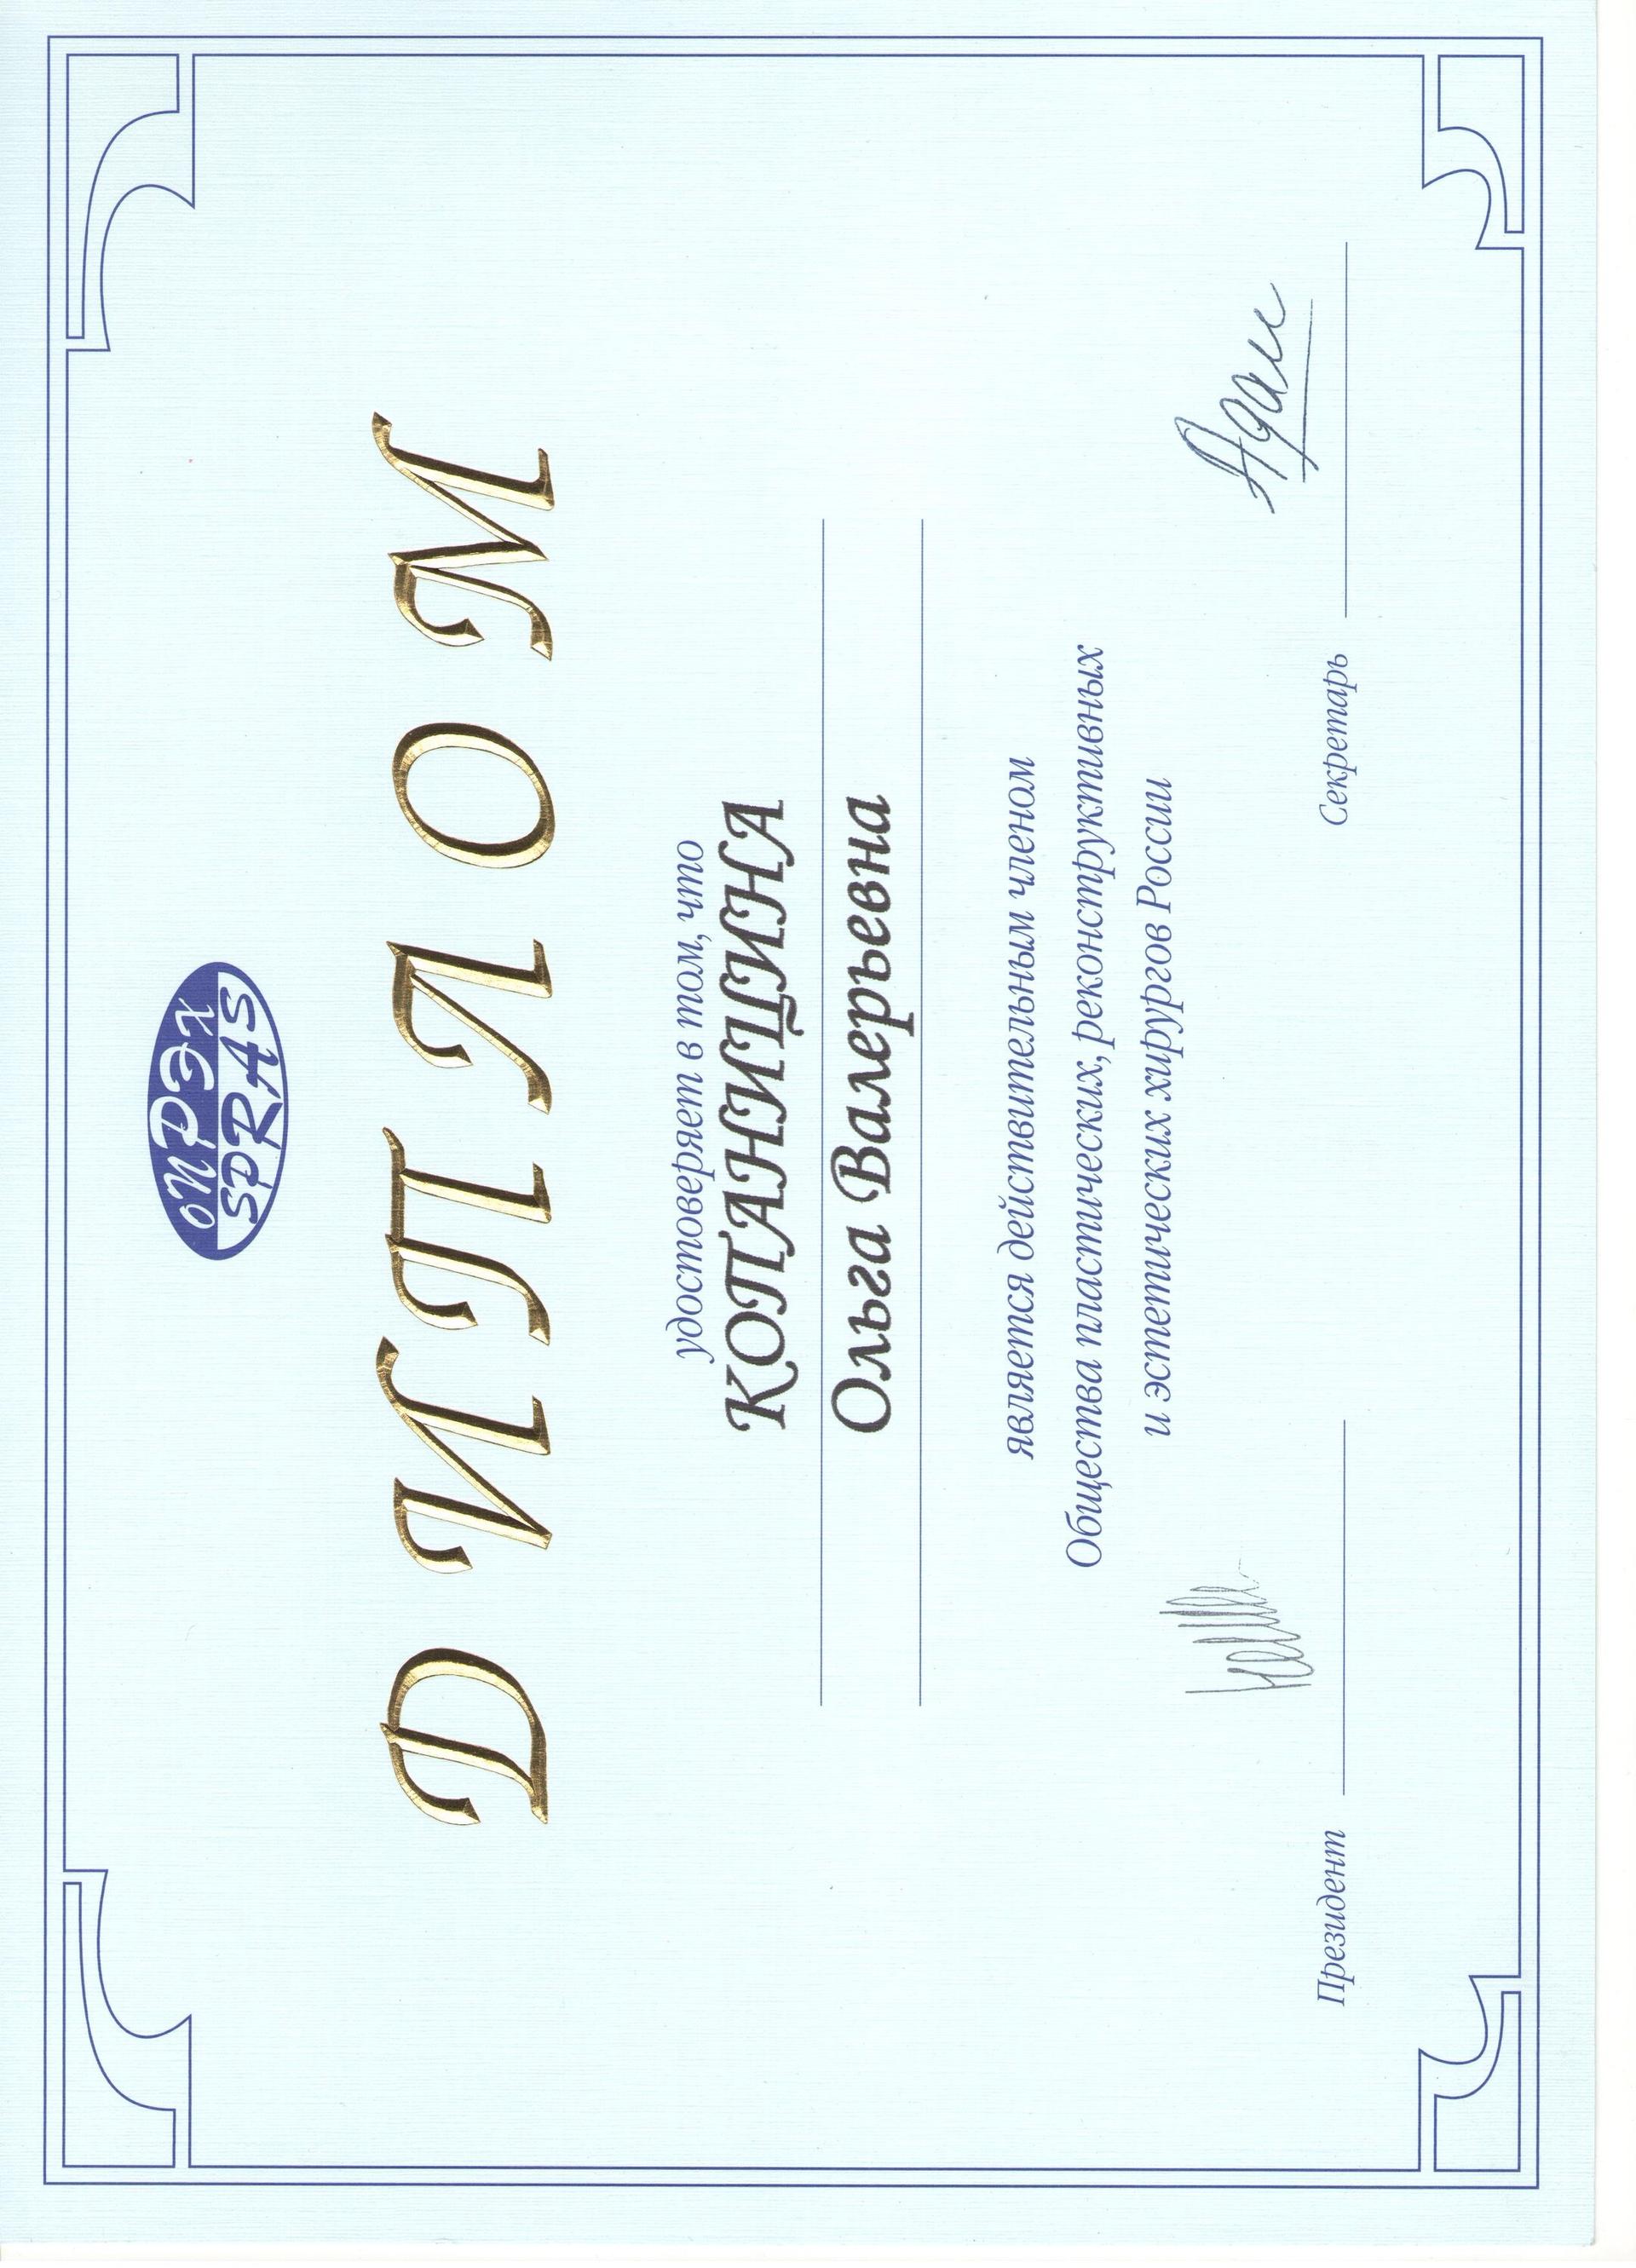 ОПРЭХ
SPRAS
ДИПЛОМ
удостоверяет в том, что
КОПАНИЦИНА
Ольга Валерьевна
является действительным членом
Общества пластических, реконструктивных
и эстетических хирургов России
Президент Секретарь